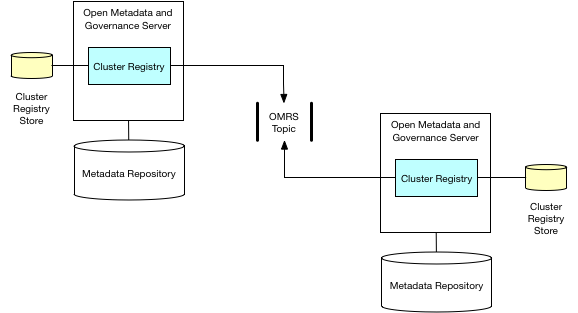 Open Metadata and
Governance Server
Cluster Registry
Cluster
Registry
Store
Metadata Repository
OMRS
Topic
Open Metadata and
Governance Server
Cluster Registry
Cluster
Registry
Store
Metadata Repository